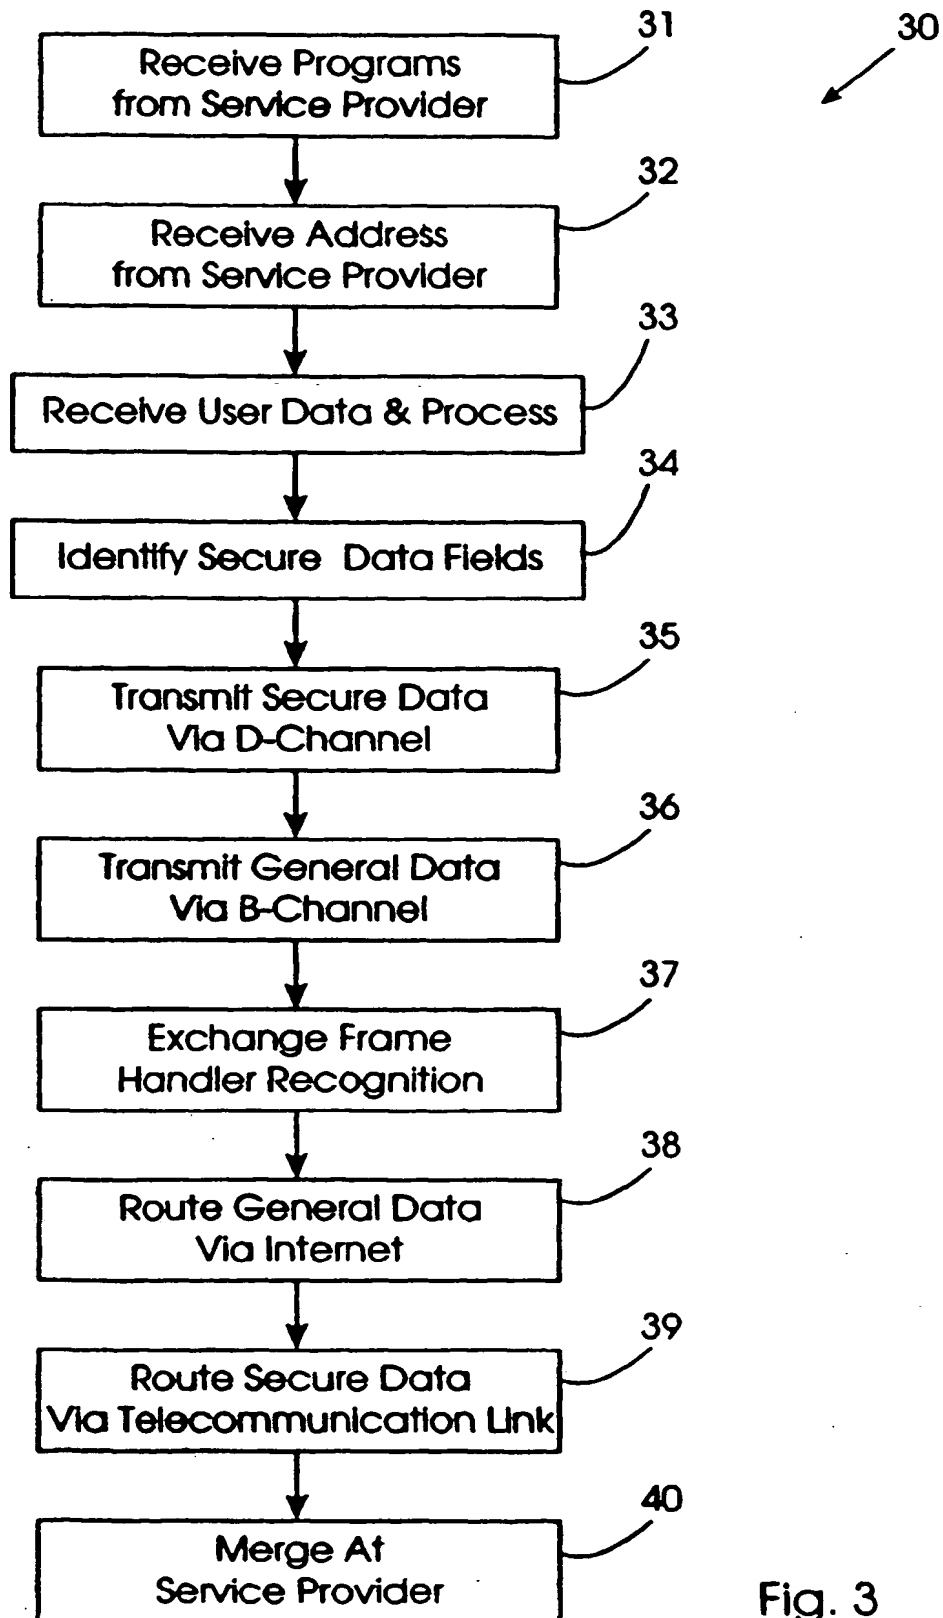 30
31
Receive Programs
from Service Provider
32
Receive Address
from Service Provider
33
Receive User Data & Process
34
Identify Secure Data Fields
35
Transmit Secure Data
Via D-Channel
36
Transmit General Data
Via B-Channel
37
Exchange Frame
Handler Recognition
38
Route General Data
Via Internet
39
Route Secure Data
Via Telecommunication Link
40
Merge At
Service Provider
Fig. 3